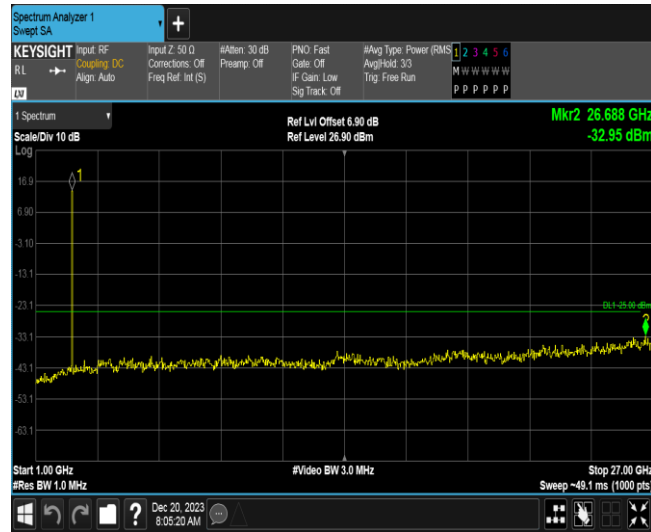 Spectrum Analyzer 1
Swept SA
+
KEYSIGHT
RL
LXI
Input: RF
Coupling: DC
Align: Auto
Input Z: 50 Ω
Corrections: Off
Freq Ref: Int (S)
#Atten: 30 dB
Preamp: Off
PNO: Fast
Gate: Off
IF Gain: Low
Sig Track: Off
#Avg Type: Power (RMS
Avg|Hold: 3/3
Trig: Free Run
1 2 3 4 5 6
M W W W W W
P P P P P P
1 Spectrum
Scale/Div 10 dB
Log
Ref Lvl Offset 6.90 dB
Ref Level 26.90 dBm
Mkr2 26.688 GHz
-32.95 dBm
1
16.9
6.90
-3.10
-13.1
-23.1
DL1 -25.00 dBm
2
-33.1
-43.1
-53.1
-63.1
Start 1.00 GHz
#Video BW 3.0 MHz
Stop 27.00 GHz
#Res BW 1.0 MHz
Sweep ~49.1 ms (1000 pts)
?
Dec 20, 2023
8:05:20 AM